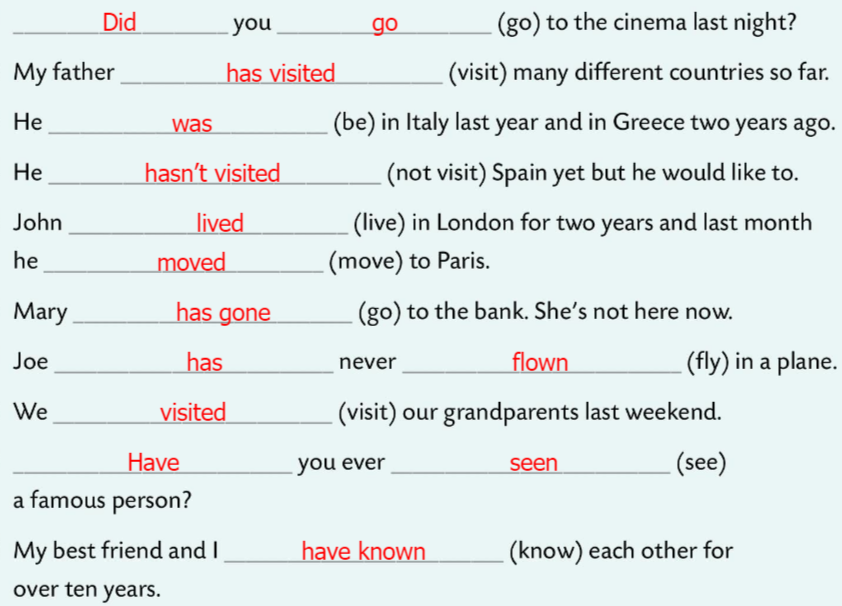 Did you go (go) to the cinema last night?
My father has visited (visit) many different countries so far.
He was (be) in Italy last year and in Greece two years ago.
He hasn't visited (not visit) Spain yet but he would like to.
John lived (live) in London for two years and last month
he moved (move) to Paris.
Mary has gone (go) to the bank. She's not here now.
Joe has never flown (fly) in a plane.
We visited (visit) our grandparents last weekend.
Have you ever seen (see)
a famous person?
My best friend and I have known (know) each other for
over ten years.